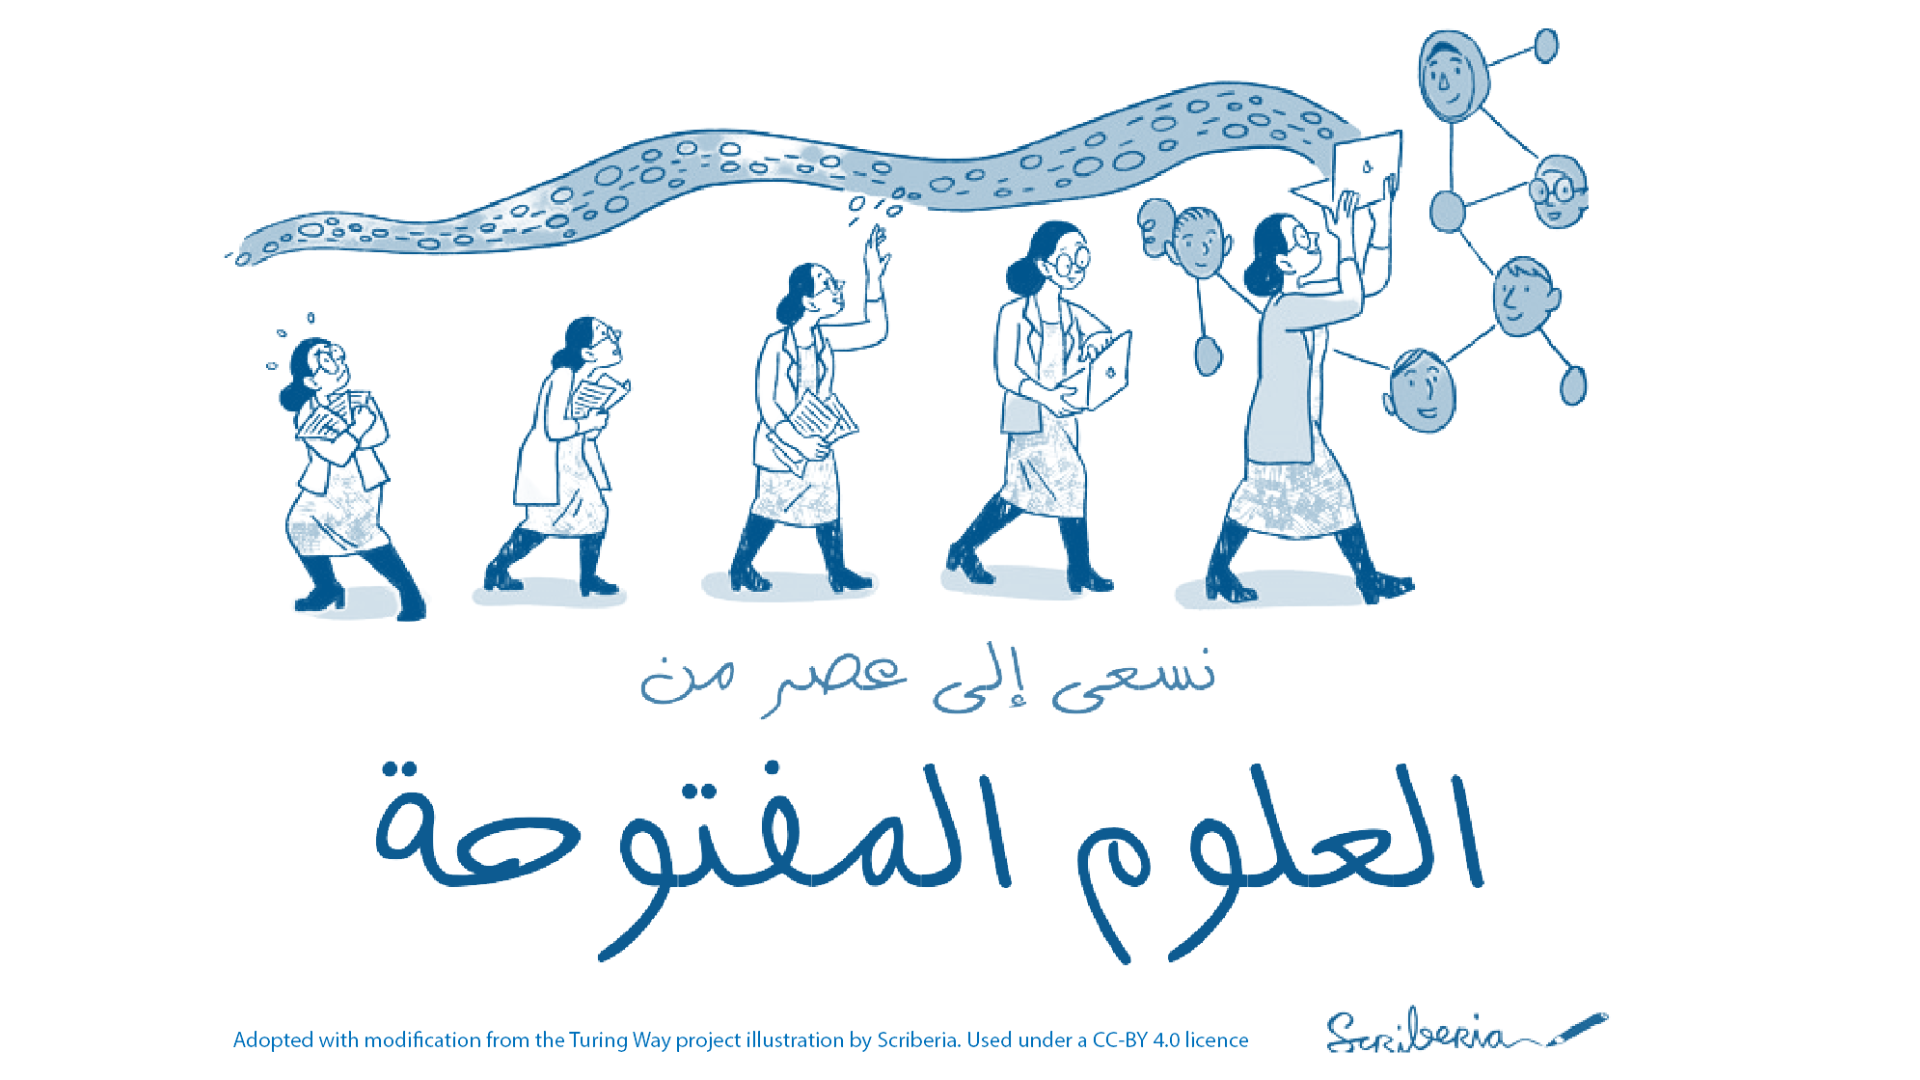 نسعى إلى عصر من
العلوم المفتوحة
Adopted with modification from the Turing Way project illustration by Scriberia. Used under a CC-BY 4.0 licence
Scriberia